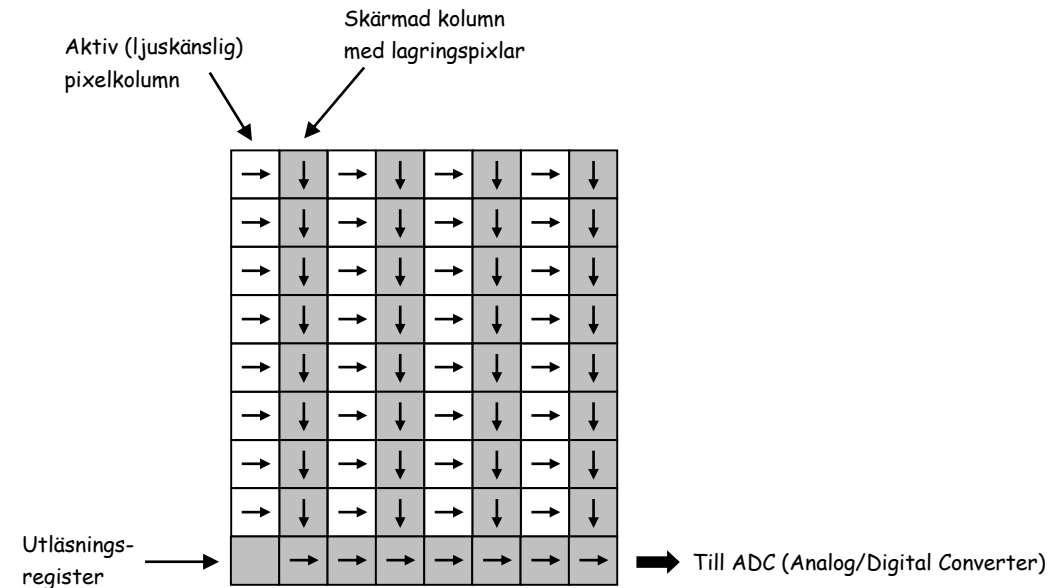 Skärmad kolumn
med lagringspixlar
Aktiv (ljuskänslig)
pixelkolumn
Utläsnings-
register
Till ADC (Analog/Digital Converter)